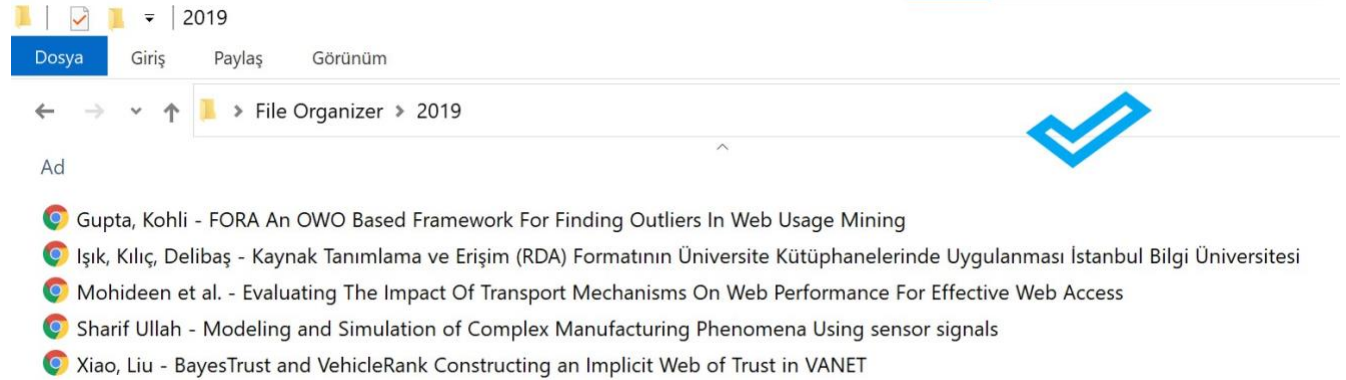 2019
Dosya Giriş Paylaş Görünüm
File Organizer > 2019
Ad
Gupta, Kohli - FORA An OWO Based Framework For Finding Outliers In Web Usage Mining
Işık, Kılıç, Delibaş - Kaynak Tanımlama ve Erişim (RDA) Formatının Üniversite Kütüphanelerinde Uygulanması İstanbul Bilgi Üniversitesi
Mohideen et al. - Evaluating The Impact Of Transport Mechanisms On Web Performance For Effective Web Access
Sharif Ullah - Modeling and Simulation of Complex Manufacturing Phenomena Using sensor signals
Xiao, Liu - BayesTrust and VehicleRank Constructing an Implicit Web of Trust in VANET